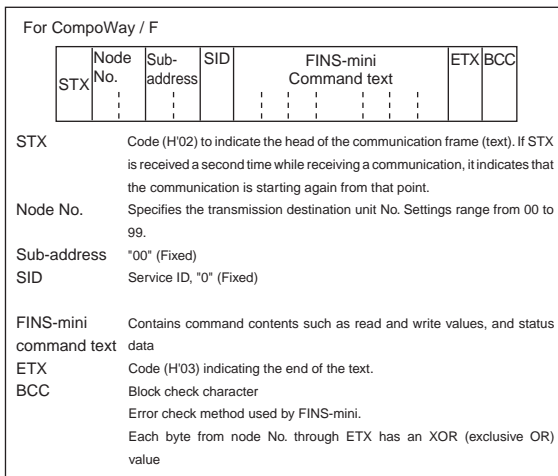 For CompoWay / F
STX
Node No.
Sub-address
SID
FINS-mini Command text
ETX
BCC
STX Code (H'02) to indicate the head of the communication frame (text). If STX
is received a second time while receiving a communication, it indicates that
the communication is starting again from that point.
Node No. Specifies the transmission destination unit No. Settings range from 00 to
99.
Sub-address "00" (Fixed)
SID Service ID, "0" (Fixed)
FINS-mini Contains command contents such as read and write values, and status
command text data
ETX Code (H'03) indicating the end of the text.
BCC Block check character
Error check method used by FINS-mini.
Each byte from node No. through ETX has an XOR (exclusive OR)
value